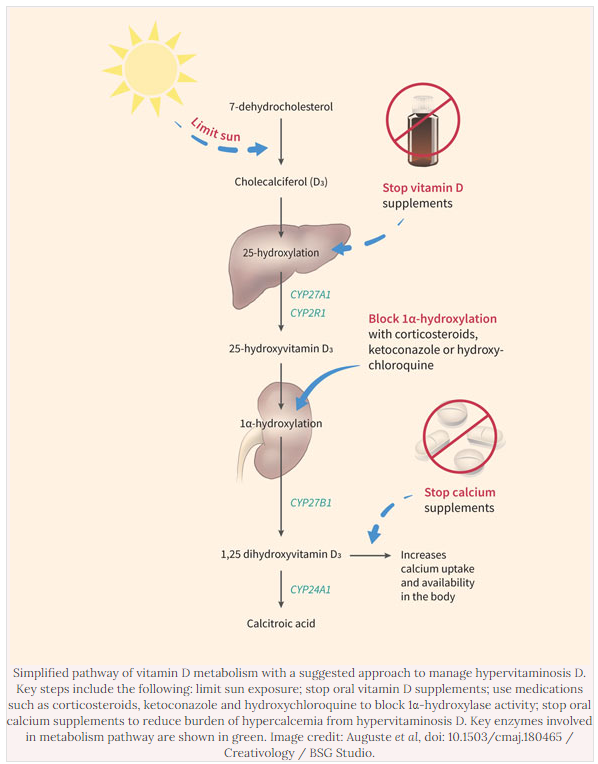 7-dehydrocholesterol
Limit sun
Cholecalciferol (D₃)
Stop vitamin D
supplements
25-hydroxylation
CYP27A1
CYP2R1
Block 1α-hydroxylation
with corticosteroids,
ketoconazole or hydroxy-
chloroquine
25-hydroxyvitamin D₃
1α-hydroxylation
Stop calcium
supplements
CYP27B1
1,25 dihydroxyvitamin D₃
Increases
calcium uptake
and availability
in the body
CYP24A1
Calcitroic acid
Simplified pathway of vitamin D metabolism with a suggested approach to manage hypervitaminosis D.
Key steps include the following: limit sun exposure; stop oral vitamin D supplements; use medications
such as corticosteroids, ketoconazole and hydroxychloroquine to block 1α-hydroxylase activity; stop oral
calcium supplements to reduce burden of hypercalcemia from hypervitaminosis D. Key enzymes involved
in metabolism pathway are shown in green. Image credit: Auguste et al, doi: 10.1503/cmaj.180465 /
Creativology / BSG Studio.